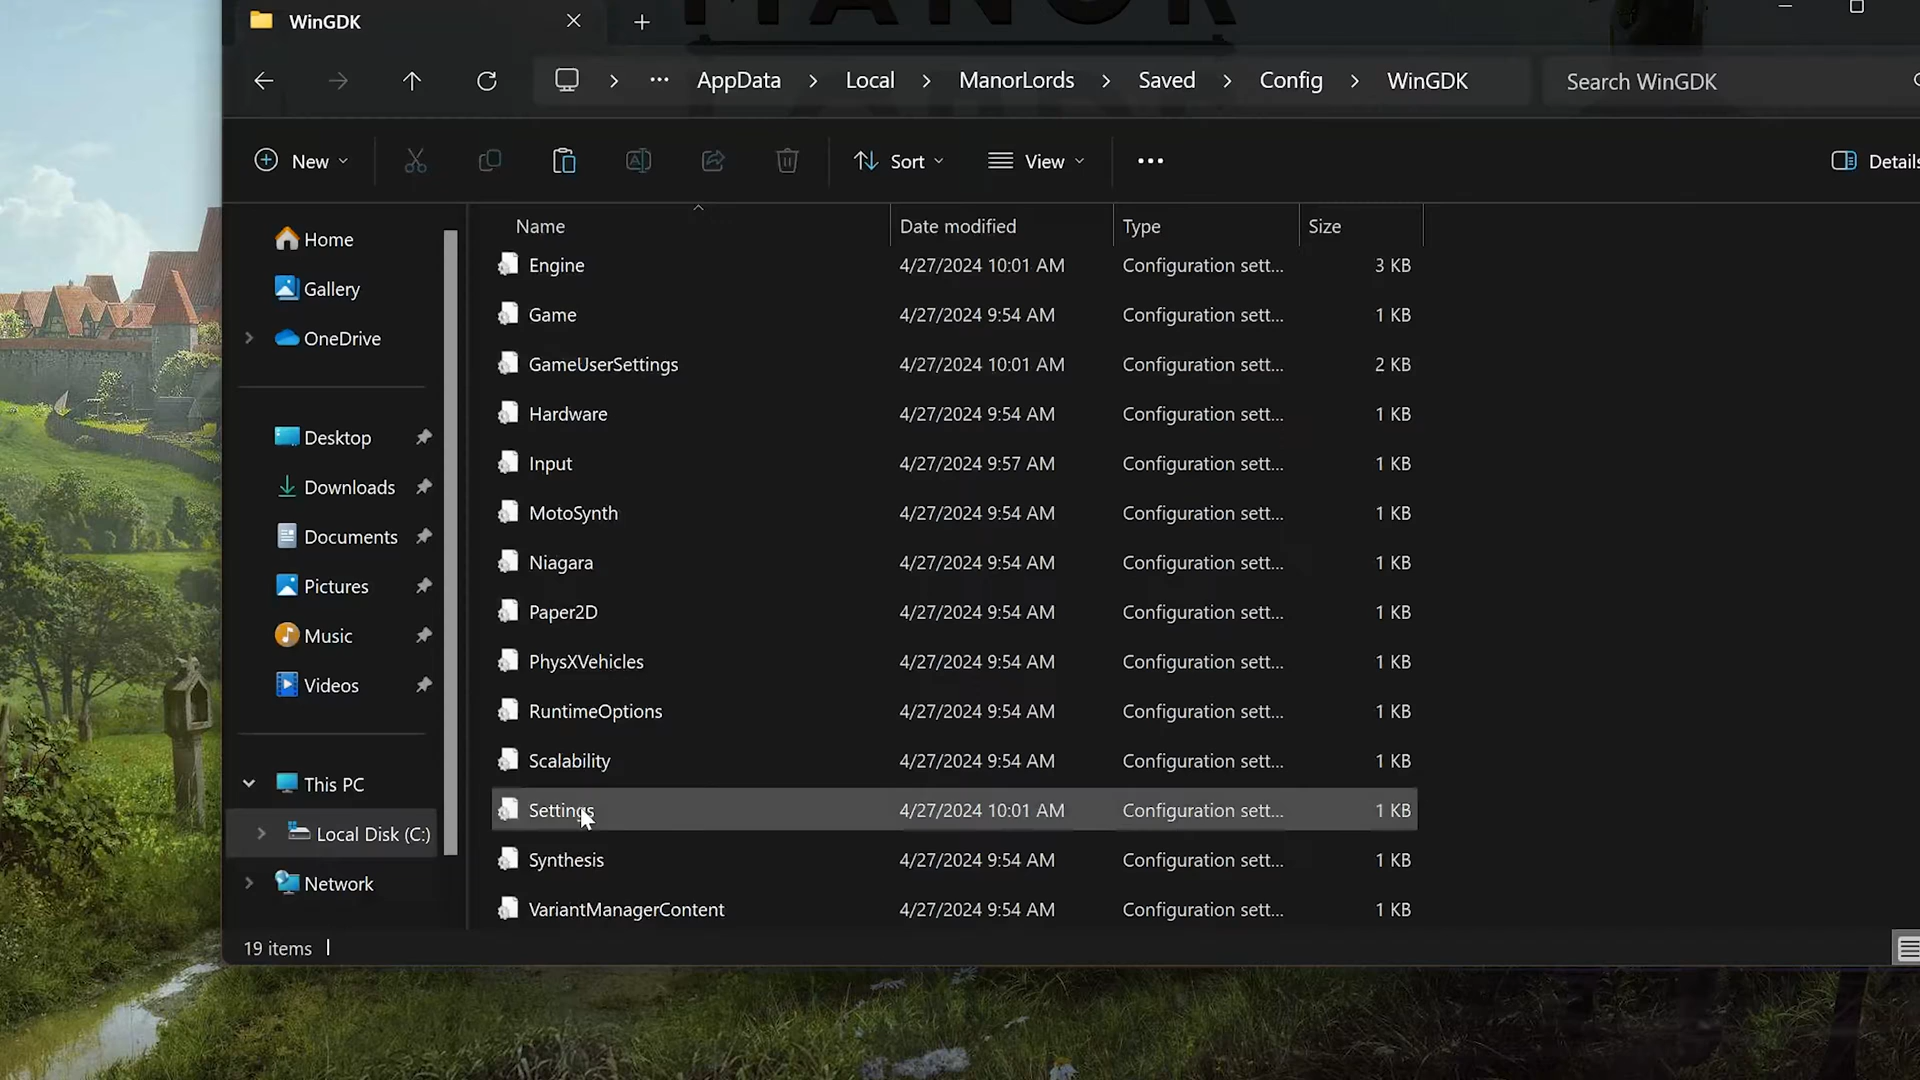 MANOR
WinGDK
AppData > Local > ManorLords > Saved > Config > WinGDK
Search WinGDK
New
Sort
View
Details
Name Date modified Type Size
Home
Gallery
OneDrive
Desktop
Downloads
Documents
Pictures
Music
Videos
This PC
Local Disk (C:)
Network
Engine 4/27/2024 10:01 AM Configuration sett... 3 KB
Game 4/27/2024 9:54 AM Configuration sett... 1 KB
GameUserSettings 4/27/2024 10:01 AM Configuration sett... 2 KB
Hardware 4/27/2024 9:54 AM Configuration sett... 1 KB
Input 4/27/2024 9:57 AM Configuration sett... 1 KB
MotoSynth 4/27/2024 9:54 AM Configuration sett... 1 KB
Niagara 4/27/2024 9:54 AM Configuration sett... 1 KB
Paper2D 4/27/2024 9:54 AM Configuration sett... 1 KB
PhysXVehicles 4/27/2024 9:54 AM Configuration sett... 1 KB
RuntimeOptions 4/27/2024 9:54 AM Configuration sett... 1 KB
Scalability 4/27/2024 9:54 AM Configuration sett... 1 KB
Settings 4/27/2024 10:01 AM Configuration sett... 1 KB
Synthesis 4/27/2024 9:54 AM Configuration sett... 1 KB
VariantManagerContent 4/27/2024 9:54 AM Configuration sett... 1 KB
19 items